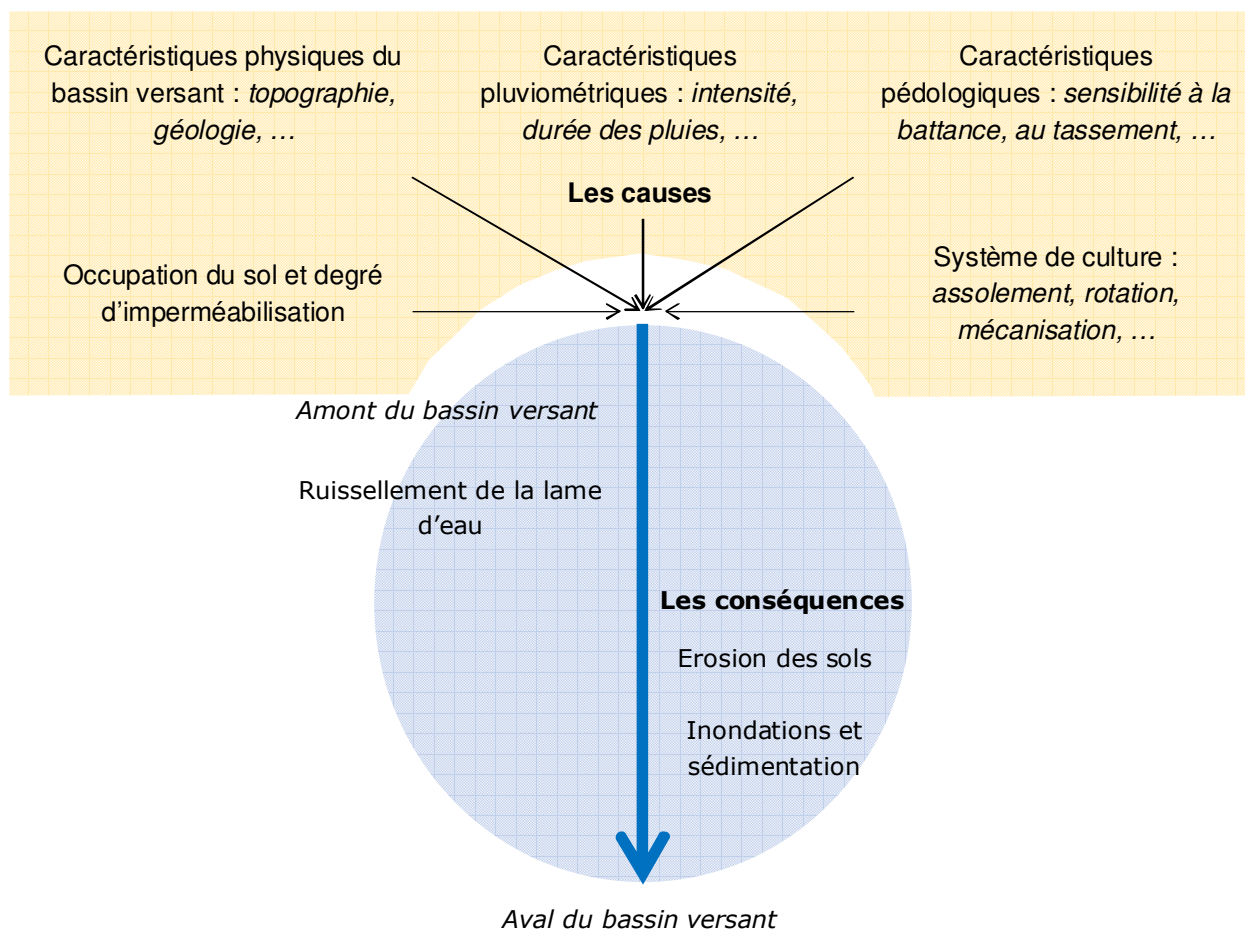 Caractéristiques physiques du
bassin versant : topographie,
géologie, …
Caractéristiques
pluviométriques : intensité,
durée des pluies, …
Caractéristiques
pédologiques : sensibilité à la
battance, au tassement, …
Les causes
Occupation du sol et degré
d’imperméabilisation
Système de culture :
assolement, rotation,
mécanisation, …
Amont du bassin versant
Ruissellement de la lame
d’eau
Les conséquences
Erosion des sols
Inondations et
sédimentation
Aval du bassin versant